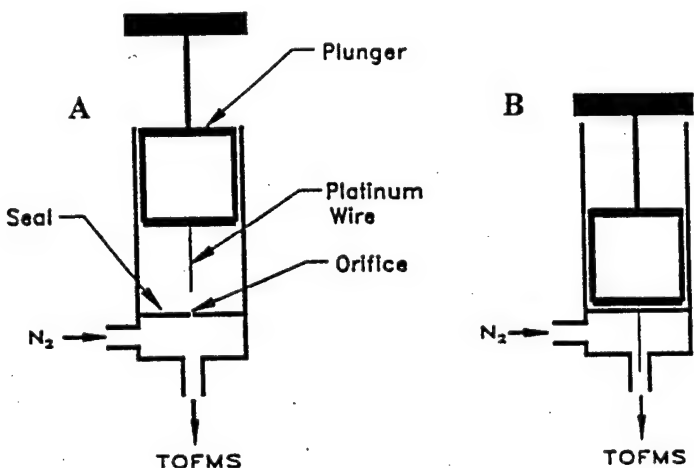 Plunger
A
B
Platinum
Wire
Seal
Orifice
N₂
N₂
TOFMS
TOFMS